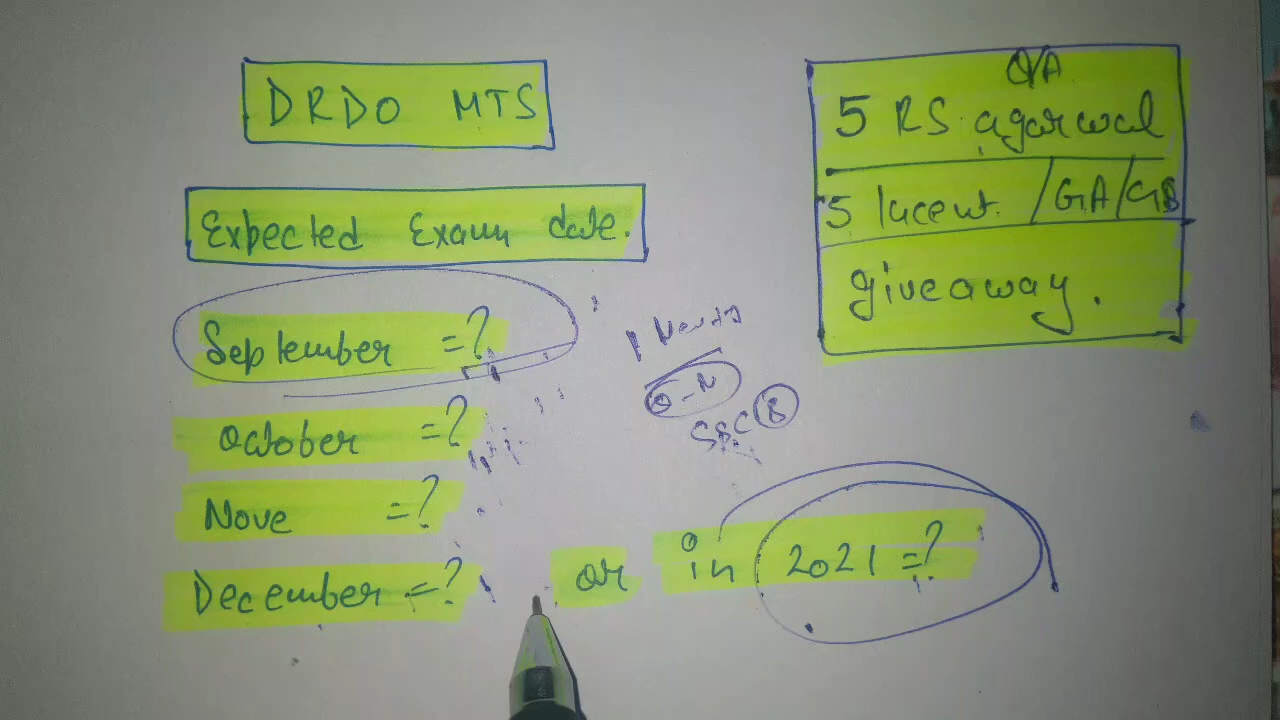 DRDO MTS
Expected Exam date.
September =?
October =?
Nove =?
December =? or in 2021 =?
Q/A
5 RS. agarwal
5 lucent. /GA/GS
giveaway.
O-N
SSC 8